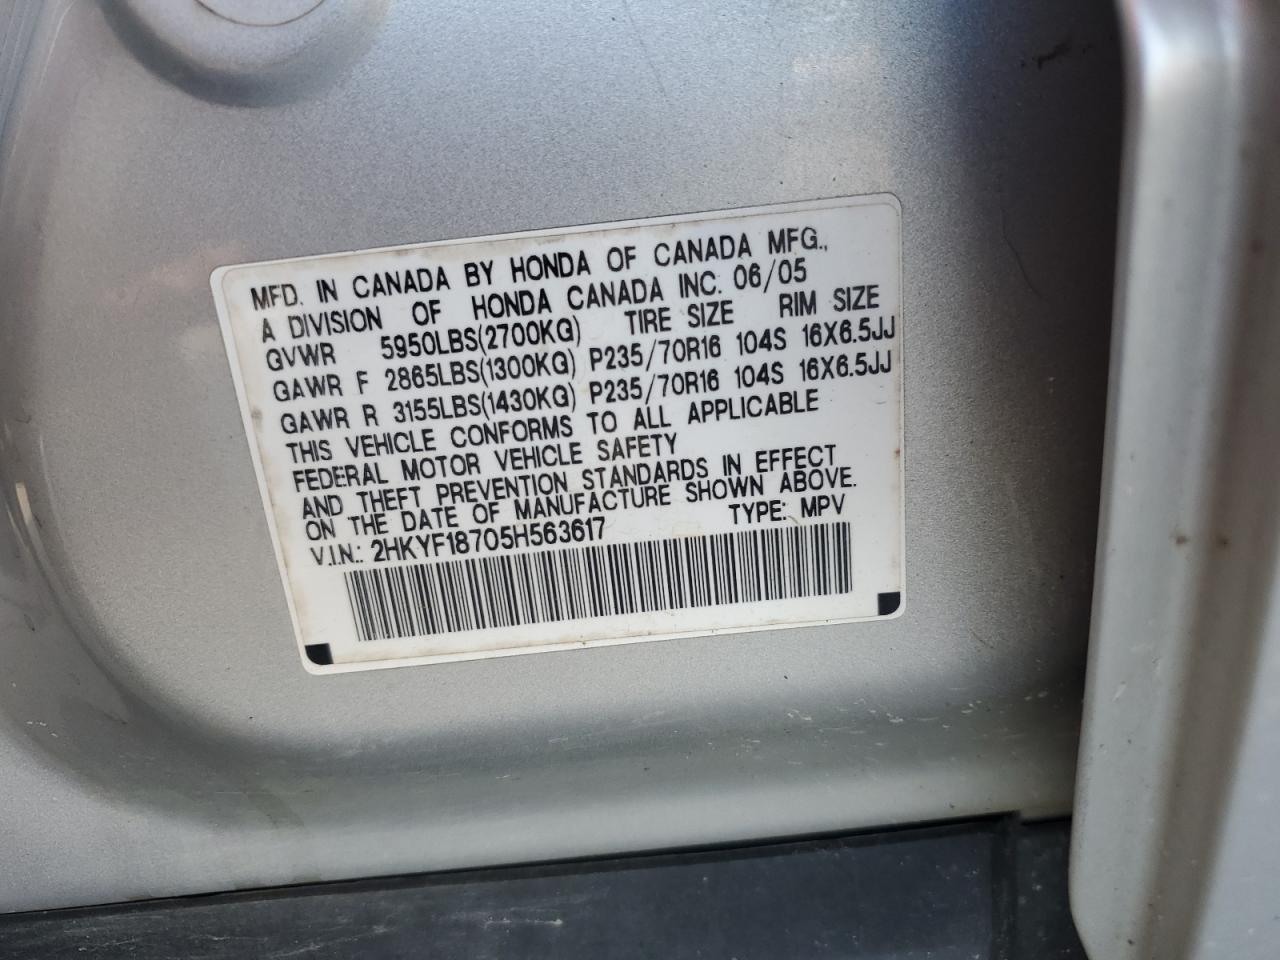 MFD. IN CANADA BY HONDA OF CANADA MFG.,
A DIVISION OF HONDA CANADA INC. 06/05
GVWR 5950LBS(2700KG) TIRE SIZE RIM SIZE
GAWR F 2865LBS(1300KG) P235/70R16 104S 16X6.5JJ
GAWR R 3155LBS(1430KG) P235/70R16 104S 16X6.5JJ
THIS VEHICLE CONFORMS TO ALL APPLICABLE
FEDERAL MOTOR VEHICLE SAFETY
AND THEFT PREVENTION STANDARDS IN EFFECT
ON THE DATE OF MANUFACTURE SHOWN ABOVE.
V.I.N.: 2HKYF18705H563617 TYPE: MPV